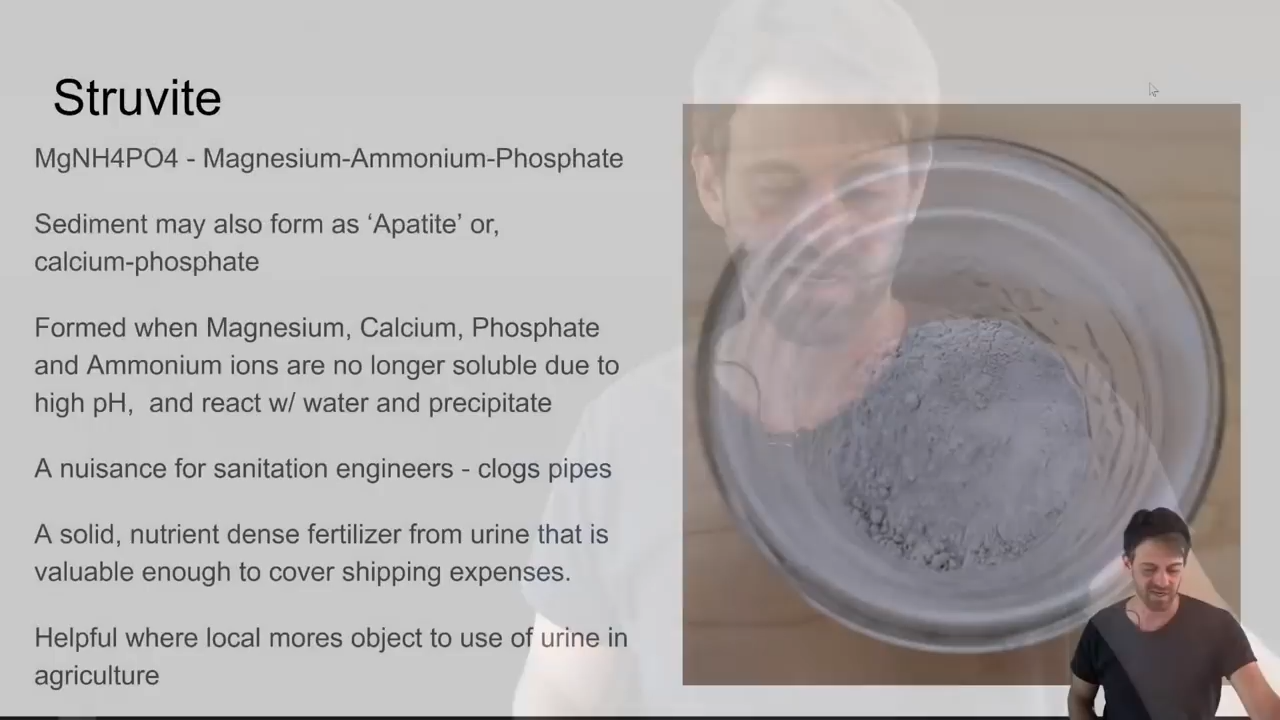 Struvite
MgNH4PO4 - Magnesium-Ammonium-Phosphate
Sediment may also form as ‘Apatite’ or,
calcium-phosphate
Formed when Magnesium, Calcium, Phosphate
and Ammonium ions are no longer soluble due to
high pH,  and react w/ water and precipitate
A nuisance for sanitation engineers - clogs pipes
A solid, nutrient dense fertilizer from urine that is
valuable enough to cover shipping expenses.
Helpful where local mores object to use of urine in
agriculture